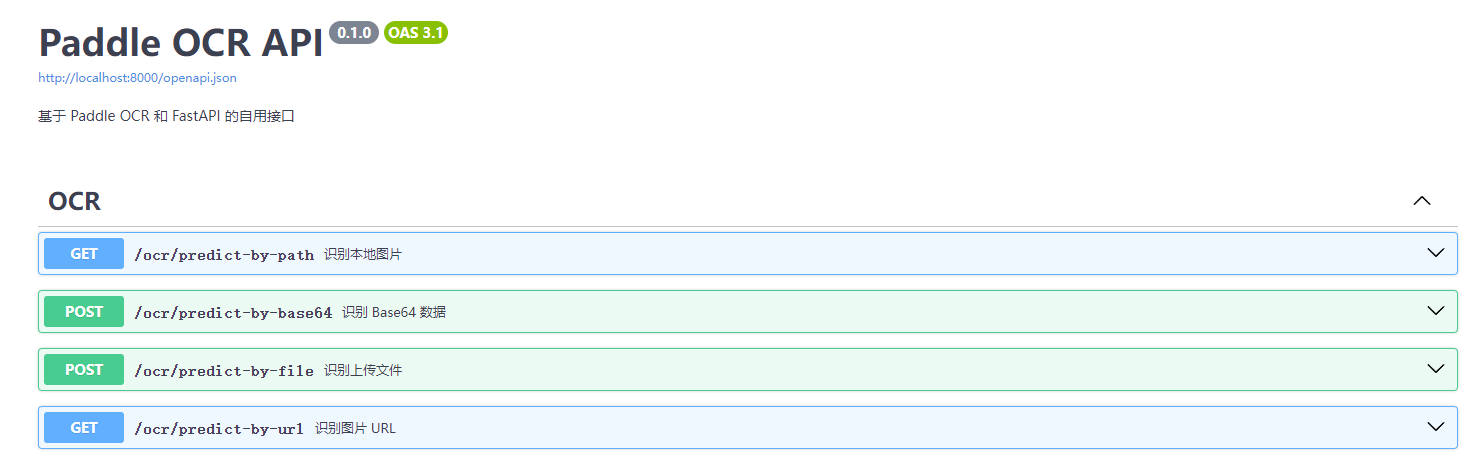 Paddle OCR API 0.1.0 OAS 3.1
http://localhost:8000/openapi.json
基于 Paddle OCR 和 FastAPI 的自用接口
OCR
GET /ocr/predict-by-path 识别本地图片
POST /ocr/predict-by-base64 识别 Base64 数据
POST /ocr/predict-by-file 识别上传文件
GET /ocr/predict-by-url 识别图片 URL